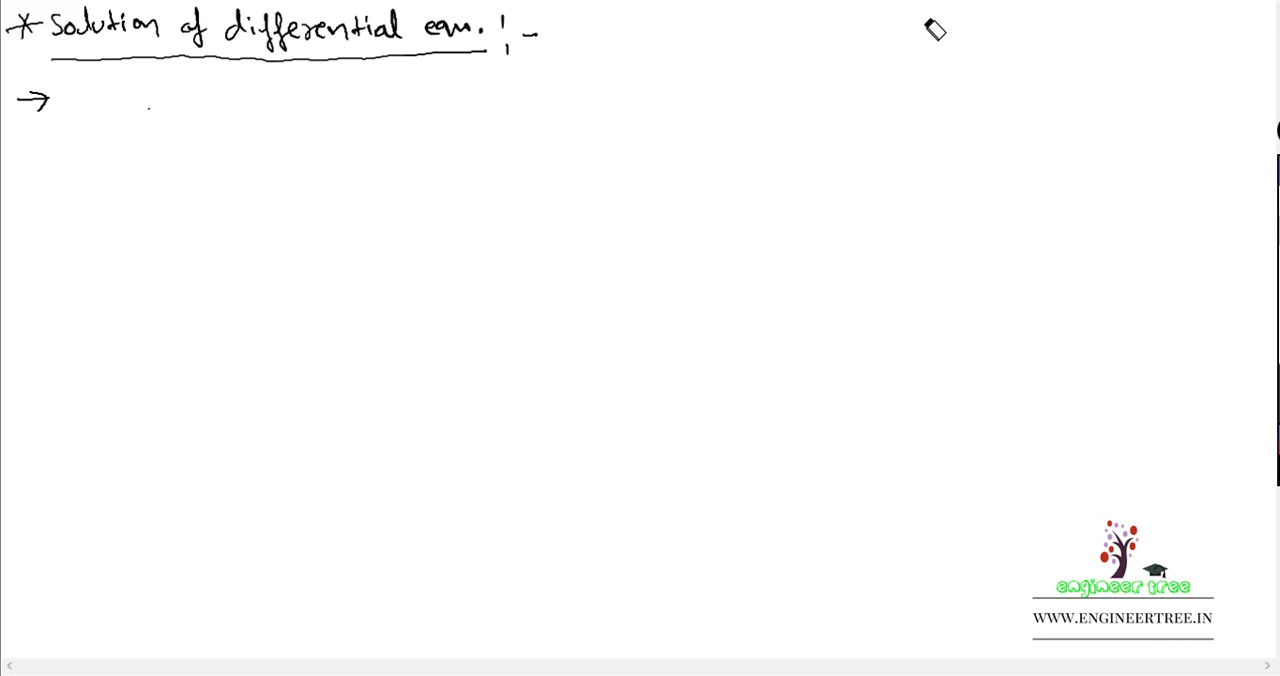 * Solution of differential eqn. :-
→
engineer tree
WWW.ENGINEERTREE.IN